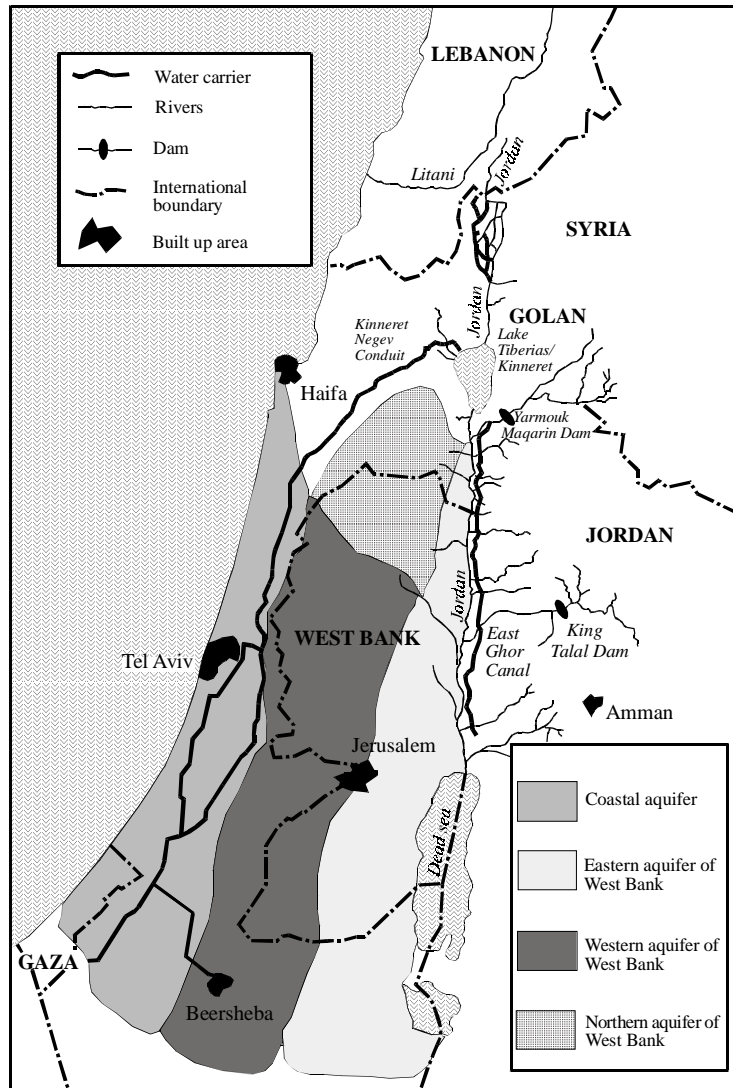 LEBANON
Water carrier
Rivers
Dam
International
boundary
Built up area
Litani
Jordan
SYRIA
Jordan
GOLAN
Kinneret
Negev
Conduit
Lake
Tiberias/
Kinneret
Haifa
Yarmouk
Maqarin Dam
JORDAN
Jordan
WEST BANK
Tel Aviv
East
Ghor
Canal
King
Talal Dam
Amman
Jerusalem
Dead sea
Coastal aquifer
Eastern aquifer of
West Bank
Western aquifer of
West Bank
Northern aquifer of
West Bank
GAZA
Beersheba